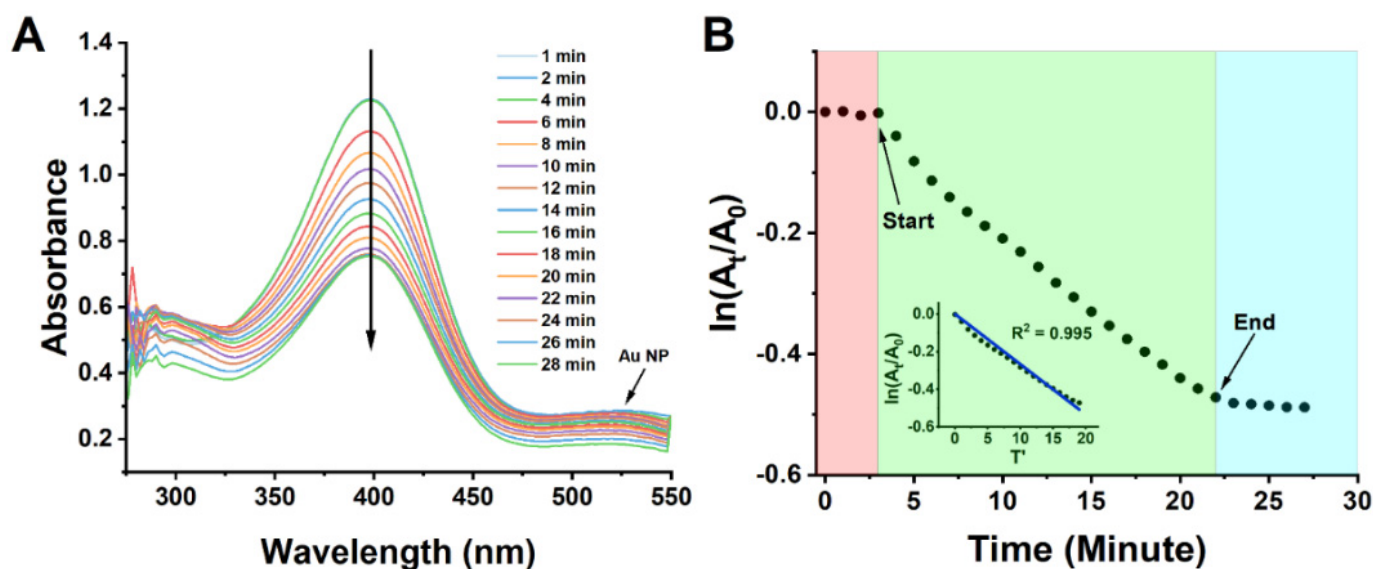 A
1.4
1.2
1.0
0.8
0.6
0.4
0.2
300
350
400
450
500
550
Absorbance
Wavelength (nm)
1 min
2 min
4 min
6 min
8 min
10 min
12 min
14 min
16 min
18 min
20 min
22 min
24 min
26 min
28 min
Au NP
B
0.0
-0.2
-0.4
-0.6
0
5
10
15
20
25
30
ln(At/A0)
Time (Minute)
Start
End
0.0
-0.2
-0.4
-0.6
0
5
10
15
20
ln(At/A0)
T'
R² = 0.995